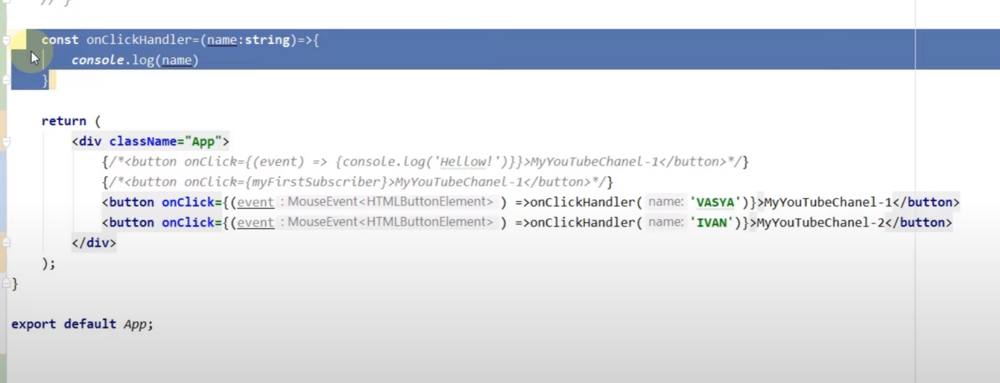 // }
const onClickHandler=(name:string)=>{
console.log(name)
}
return (
<div className="App">
{/*<button onClick={(event) => {console.log('Hellow!')}}>MyYouTubeChanel-1</button>*/}
{/*<button onClick={myFirstSubscriber}>MyYouTubeChanel-1</button>*/}
<button onClick={(event : MouseEvent<HTMLButtonElement> ) =>onClickHandler( name: 'VASYA')}>MyYouTubeChanel-1</button>
<button onClick={(event : MouseEvent<HTMLButtonElement> ) =>onClickHandler( name: 'IVAN')}>MyYouTubeChanel-2</button>
</div>
);
}
export default App;